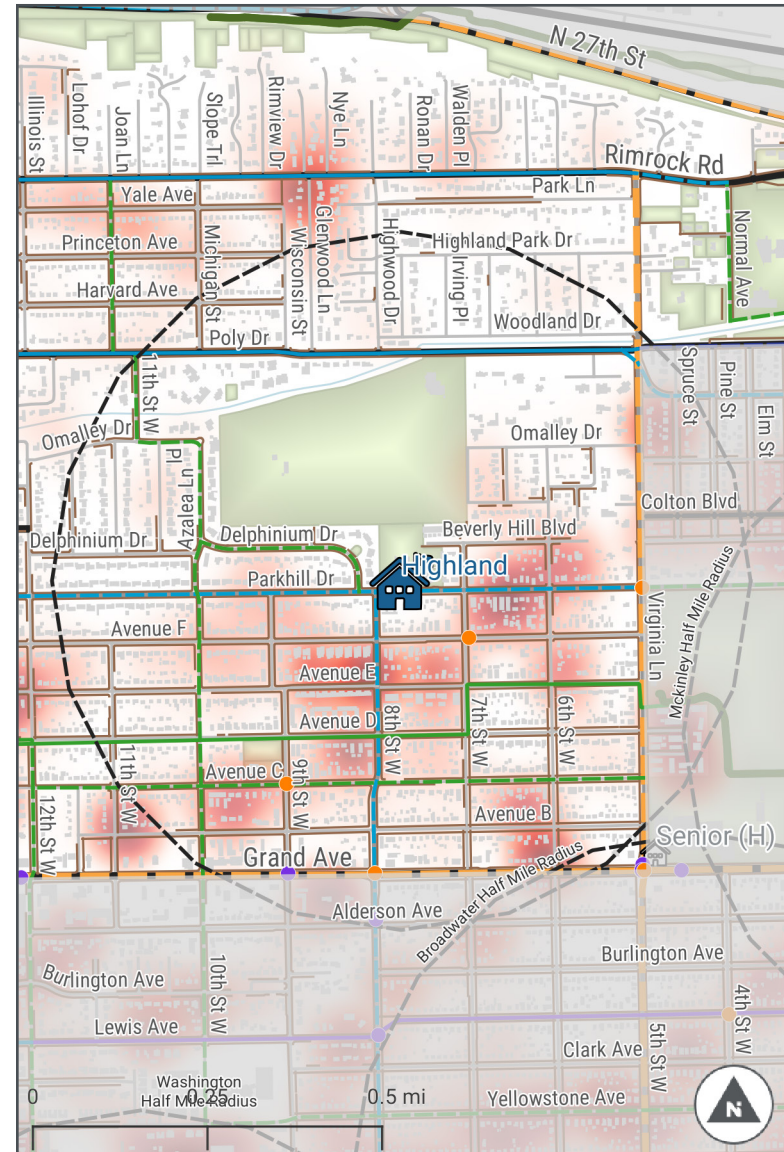 N 27th St
Illinois St
Lohof Dr
Joan Ln
Slope Trl
Rimview Dr
Nye Ln
Ronan Dr
Walden Pl
Rimrock Rd
Yale Ave
Park Ln
Princeton Ave
Michigan St
Wisconsin St
Glenwood Ln
Highwood Dr
Highland Park Dr
Irving Pl
Normal Ave
Harvard Ave
Woodland Dr
Poly Dr
11th St W
Spruce St
Pine St
Elm St
Omalley Dr
Omalley Dr
Azalea Ln
Pl
Colton Blvd
Delphinium Dr
Delphinium Dr
Beverly Hill Blvd
Highland
Parkhill Dr
Avenue F
Virginia Ln
Mckinley Half Mile Radius
Avenue E
Avenue D
8th St W
7th St W
6th St W
Avenue C
9th St W
11th St W
12th St W
Avenue B
Grand Ave
Senior (H)
Broadwater Half Mile Radius
Alderson Ave
Burlington Ave
Burlington Ave
10th St W
4th St W
Lewis Ave
5th St W
Clark Ave
Washington
Half Mile Radius
Yellowstone Ave
0
0.25
0.5 mi
N